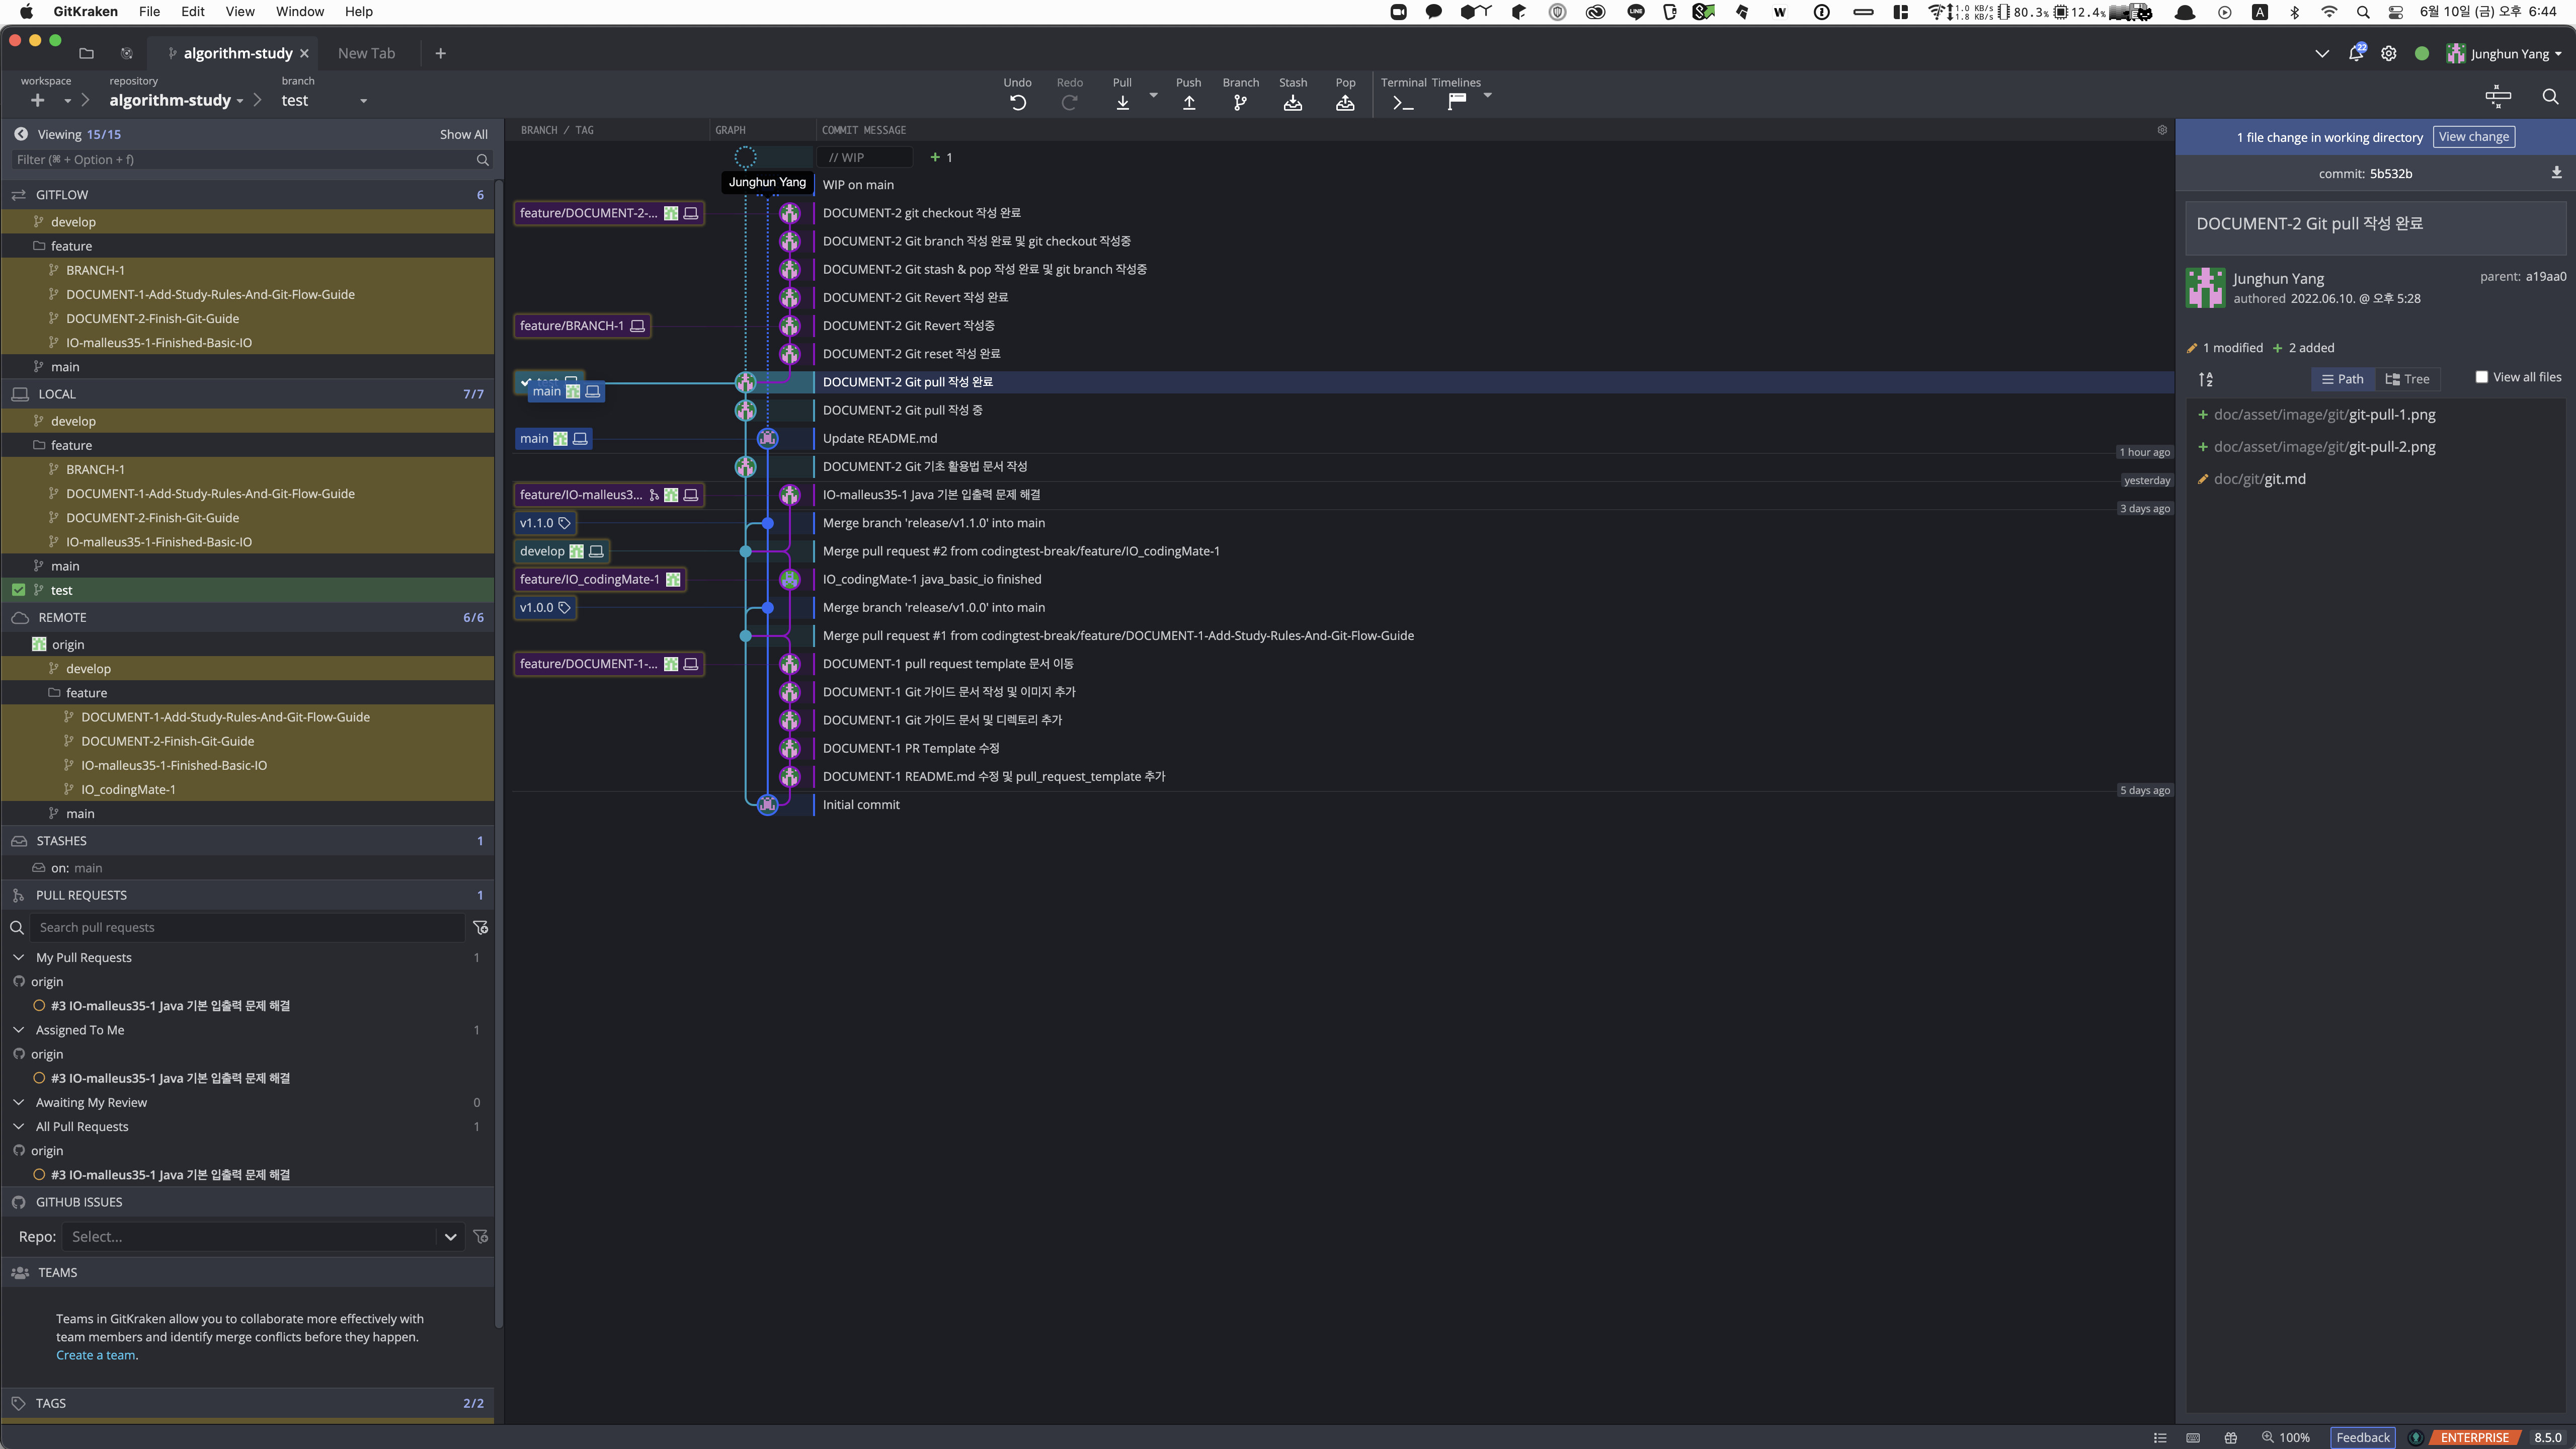 GitKraken File Edit View Window Help
1.0 KB/s
1.8 KB/s
80.3% 12.4%
6월 10일 (금) 오후 6:44
algorithm-study New Tab
22 Junghun Yang
workspace repository branch
algorithm-study test
Undo Redo Pull Push Branch Stash Pop Terminal Timelines
Viewing 15/15 Show All
Filter (⌘ + Option + f)
GITFLOW 6
develop
feature
BRANCH-1
DOCUMENT-1-Add-Study-Rules-And-Git-Flow-Guide
DOCUMENT-2-Finish-Git-Guide
IO-malleus35-1-Finished-Basic-IO
main
LOCAL 7/7
develop
feature
BRANCH-1
DOCUMENT-1-Add-Study-Rules-And-Git-Flow-Guide
DOCUMENT-2-Finish-Git-Guide
IO-malleus35-1-Finished-Basic-IO
main
test
REMOTE 6/6
origin
develop
feature
DOCUMENT-1-Add-Study-Rules-And-Git-Flow-Guide
DOCUMENT-2-Finish-Git-Guide
IO-malleus35-1-Finished-Basic-IO
IO_codingMate-1
main
STASHES 1
on: main
PULL REQUESTS 1
Search pull requests
My Pull Requests 1
origin
#3 IO-malleus35-1 Java 기본 입출력 문제 해결
Assigned To Me 1
origin
#3 IO-malleus35-1 Java 기본 입출력 문제 해결
Awaiting My Review 0
All Pull Requests 1
origin
#3 IO-malleus35-1 Java 기본 입출력 문제 해결
GITHUB ISSUES
Repo: Select...
TEAMS
Teams in GitKraken allow you to collaborate more effectively with
team members and identify merge conflicts before they happen.
Create a team.
TAGS 2/2
BRANCH / TAG GRAPH COMMIT MESSAGE
// WIP + 1
Junghun Yang WIP on main
feature/DOCUMENT-2-... DOCUMENT-2 git checkout 작성 완료
DOCUMENT-2 Git branch 작성 완료 및 git checkout 작성중
DOCUMENT-2 Git stash & pop 작성 완료 및 git branch 작성중
DOCUMENT-2 Git Revert 작성 완료
feature/BRANCH-1 DOCUMENT-2 Git Revert 작성중
DOCUMENT-2 Git reset 작성 완료
main DOCUMENT-2 Git pull 작성 완료
DOCUMENT-2 Git pull 작성 중
main Update README.md
1 hour ago
DOCUMENT-2 Git 기초 활용법 문서 작성
yesterday
feature/IO-malleus3... IO-malleus35-1 Java 기본 입출력 문제 해결
3 days ago
v1.1.0 Merge branch 'release/v1.1.0' into main
develop Merge pull request #2 from codingtest-break/feature/IO_codingMate-1
feature/IO_codingMate-1 IO_codingMate-1 java_basic_io finished
v1.0.0 Merge branch 'release/v1.0.0' into main
Merge pull request #1 from codingtest-break/feature/DOCUMENT-1-Add-Study-Rules-And-Git-Flow-Guide
feature/DOCUMENT-1-... DOCUMENT-1 pull request template 문서 이동
DOCUMENT-1 Git 가이드 문서 작성 및 이미지 추가
DOCUMENT-1 Git 가이드 문서 및 디렉토리 추가
DOCUMENT-1 PR Template 수정
DOCUMENT-1 README.md 수정 및 pull_request_template 추가
5 days ago
Initial commit
1 file change in working directory View change
commit: 5b532b
DOCUMENT-2 Git pull 작성 완료
Junghun Yang parent: a19aa0
authored 2022.06.10. @ 오후 5:28
1 modified + 2 added
Path Tree View all files
+ doc/asset/image/git/git-pull-1.png
+ doc/asset/image/git/git-pull-2.png
doc/git/git.md
100% Feedback ENTERPRISE 8.5.0